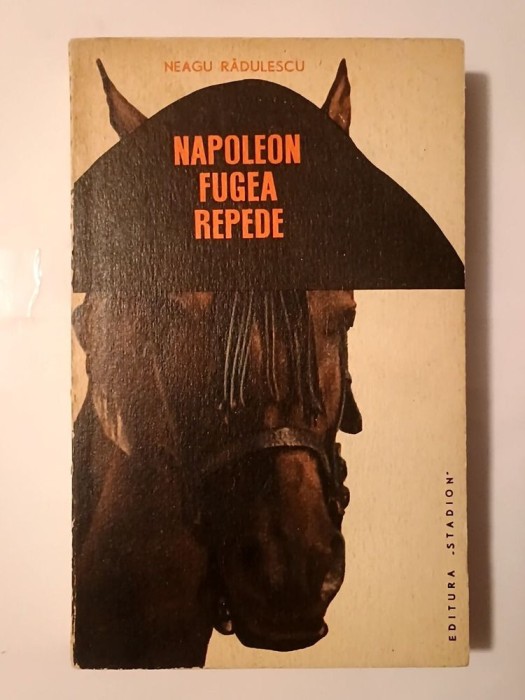 NEAGU RĂDULESCU
NAPOLEON
FUGEA
REPEDE
EDITURA „STADION"